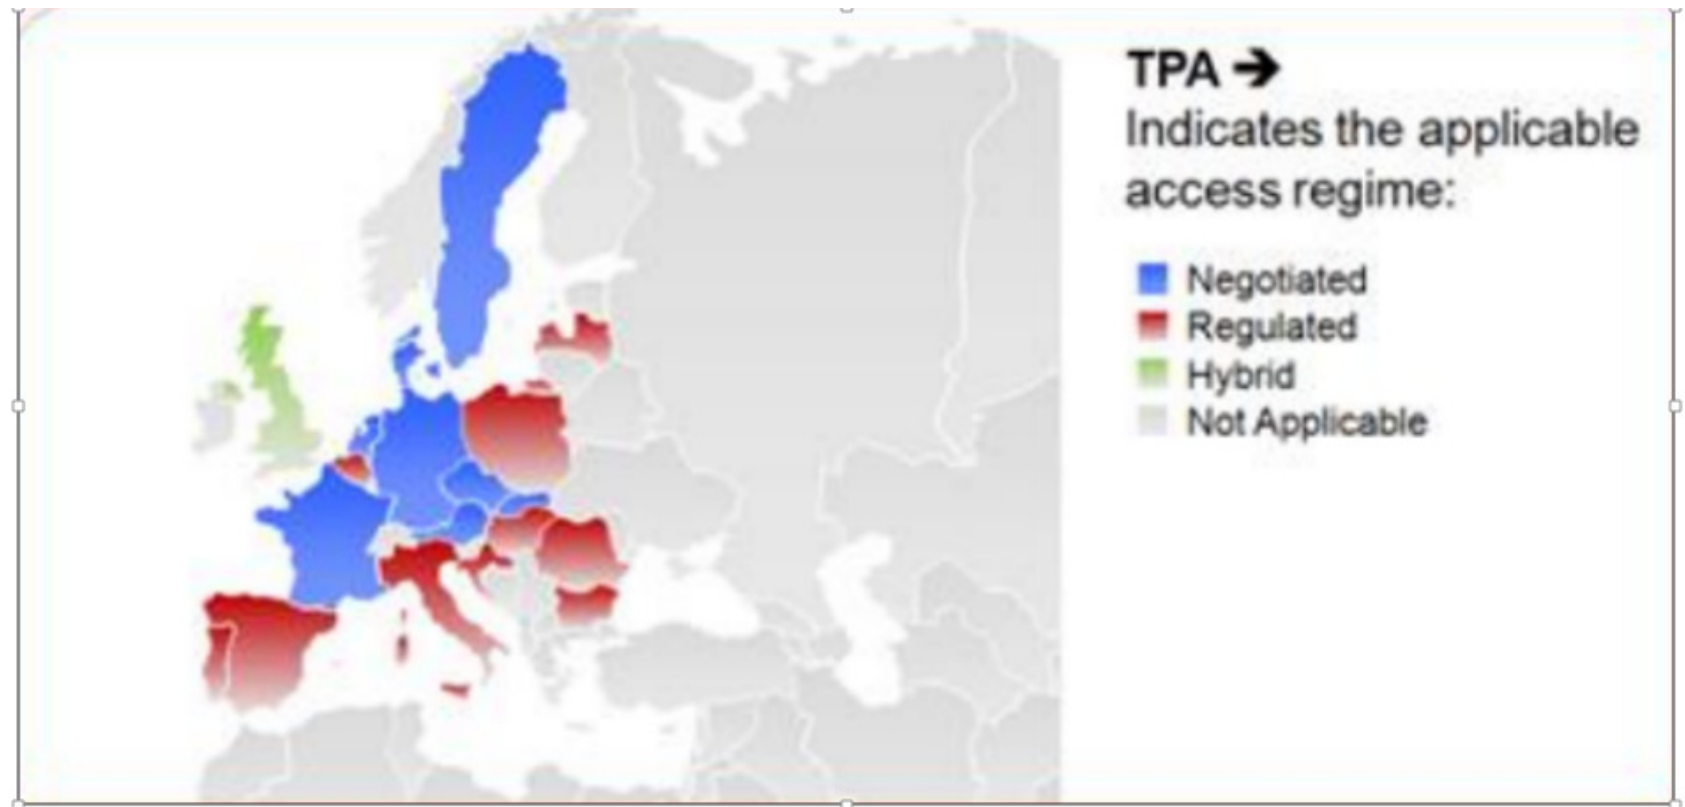 TPA ➔
Indicates the applicable
access regime:
Negotiated
Regulated
Hybrid
Not Applicable